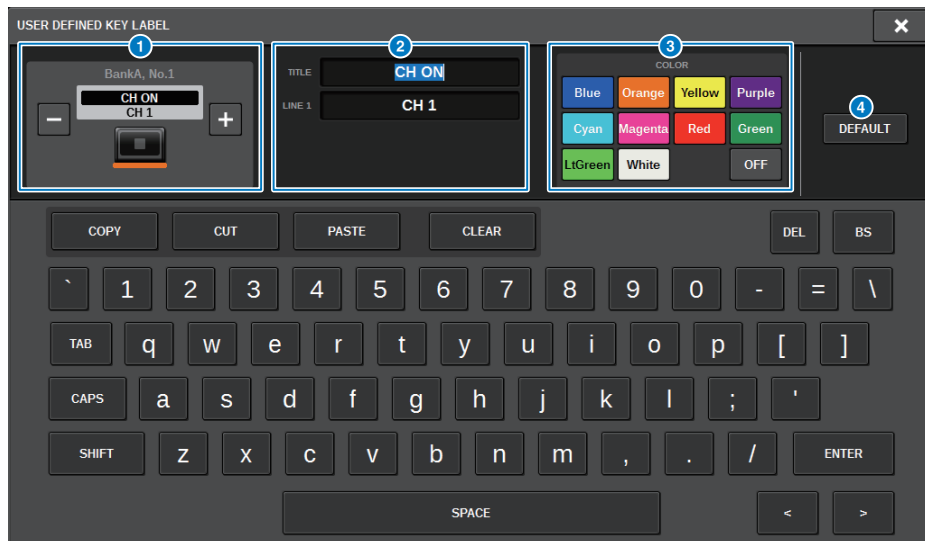 USER DEFINED KEY LABEL
×
1
2
3
4
BankA, No.1
CH ON
CH 1
−
+
TITLE CH ON
LINE 1 CH 1
COLOR
Blue Orange Yellow Purple
Cyan Magenta Red Green
LtGreen White OFF
DEFAULT
COPY CUT PASTE CLEAR DEL BS
` 1 2 3 4 5 6 7 8 9 0 - = \
TAB q w e r t y u i o p [ ]
CAPS a s d f g h j k l ; '
SHIFT z x c v b n m , . / ENTER
SPACE < >